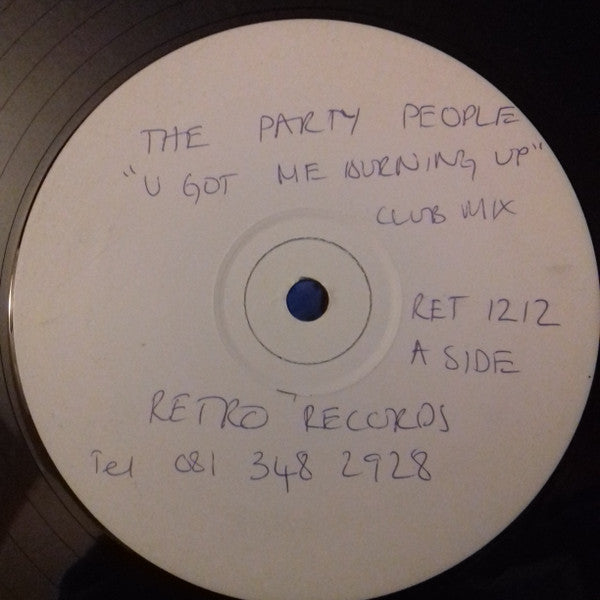 THE PARTY PEOPLE
"U GOT ME BURNING UP"
CLUB MIX
RET 1212
A SIDE
RETRO RECORDS
Tel 081 348 2928